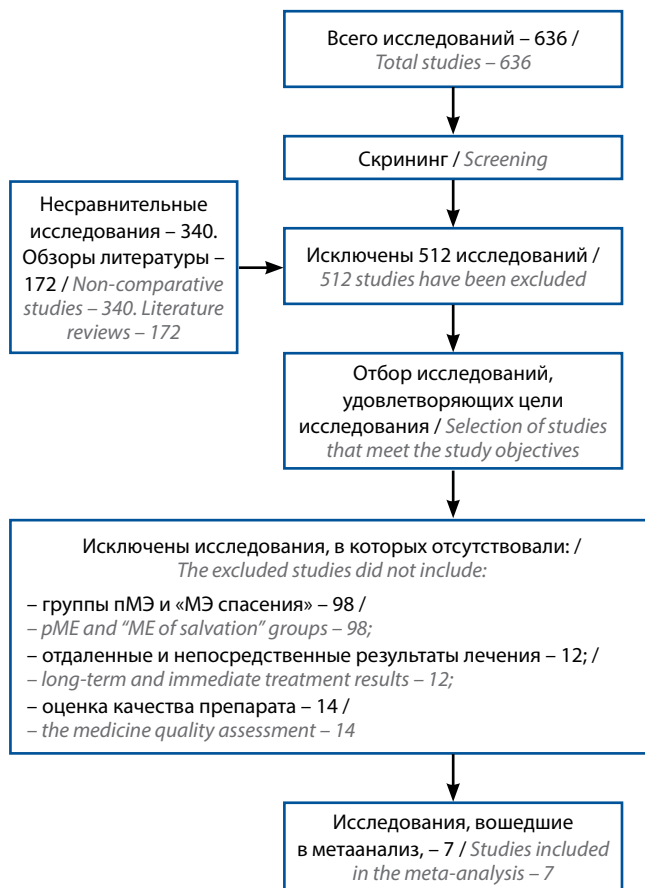 Всего исследований – 636 /
Total studies – 636
Скрининг / Screening
Несравнительные
исследования – 340.
Обзоры литературы –
172 / Non-comparative
studies – 340. Literature
reviews – 172
Исключены 512 исследований /
512 studies have been excluded
Отбор исследований,
удовлетворяющих цели
исследования / Selection of studies
that meet the study objectives
Исключены исследования, в которых отсутствовали: /
The excluded studies did not include:
– группы пМЭ и «МЭ спасения» – 98 /
– pME and “ME of salvation” groups – 98;
– отдаленные и непосредственные результаты лечения – 12; /
– long-term and immediate treatment results – 12;
– оценка качества препарата – 14 /
– the medicine quality assessment – 14
Исследования, вошедшие
в метаанализ, – 7 / Studies included
in the meta-analysis – 7